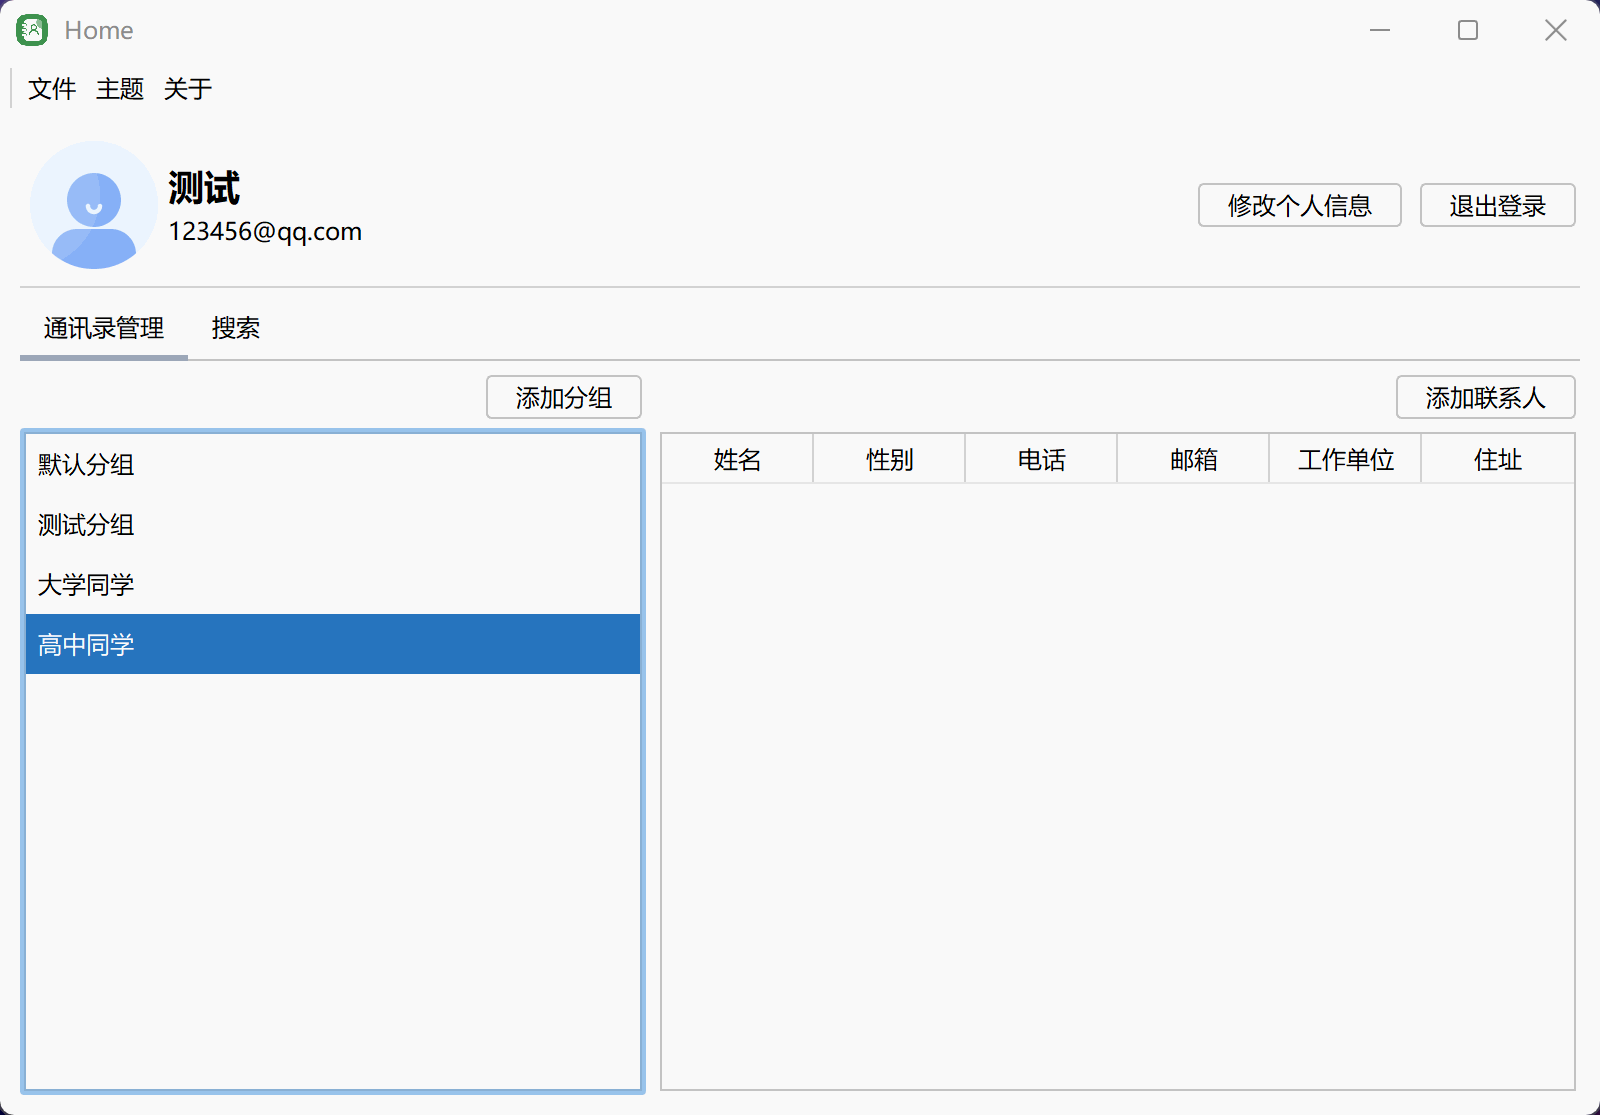 Home
文件 主题 关于
测试
123456@qq.com
修改个人信息 退出登录
通讯录管理 搜索
添加分组 添加联系人
默认分组
测试分组
大学同学
高中同学
姓名 性别 电话 邮箱 工作单位 住址